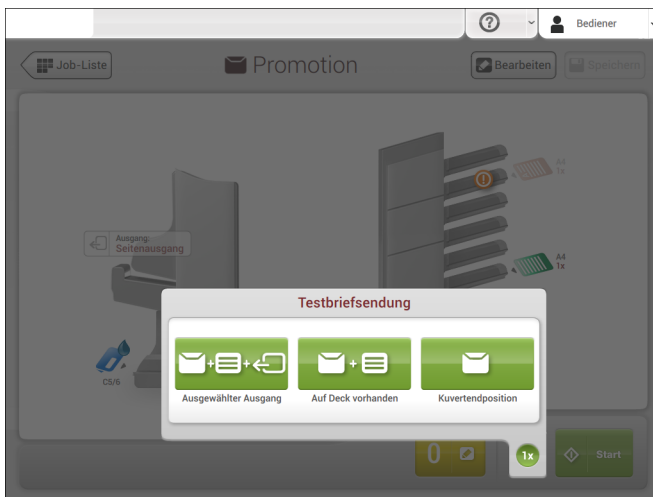 Bediener
Job-Liste
Promotion
Bearbeiten
Speichern
A4
1x
Ausgang:
Seitenausgang
A4
1x
C5/6
Testbriefsendung
Ausgewählter Ausgang
Auf Deck vorhanden
Kuvertendposition
0
1x
Start